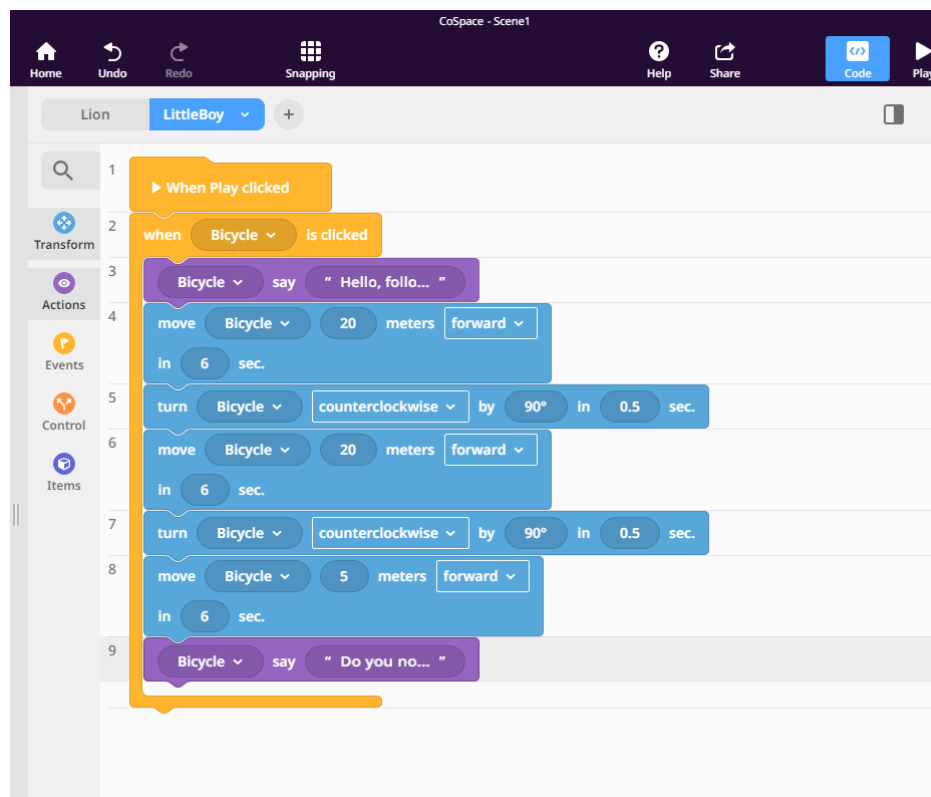 CoSpace - Scene1
Home Undo Redo Snapping Help Share Code Play
Lion LittleBoy +
1 When Play clicked
2 when Bicycle is clicked
Transform
3 Bicycle say “ Hello, follo... ”
Actions
4 move Bicycle 20 meters forward
in 6 sec.
Events
5 turn Bicycle counterclockwise by 90° in 0.5 sec.
Control
6 move Bicycle 20 meters forward
Items
in 6 sec.
7 turn Bicycle counterclockwise by 90° in 0.5 sec.
8 move Bicycle 5 meters forward
in 6 sec.
9 Bicycle say “ Do you no... ”